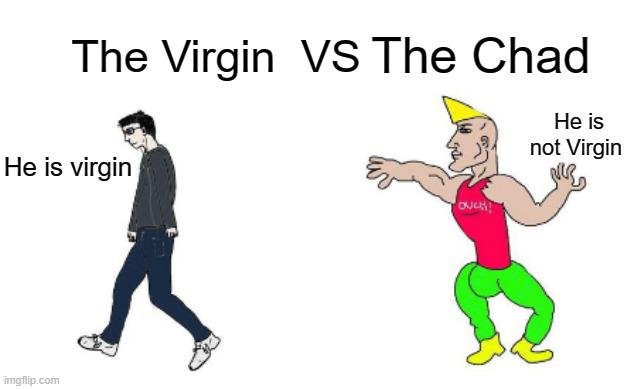 The Virgin VS The Chad
He is virgin
He is
not Virgin
OUCH!
imgflip.com